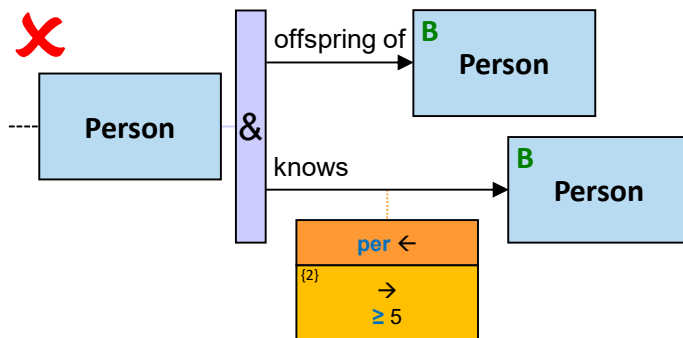 offspring of
B
Person
Person
&
knows
B
Person
per ←
{2}
→
≥ 5